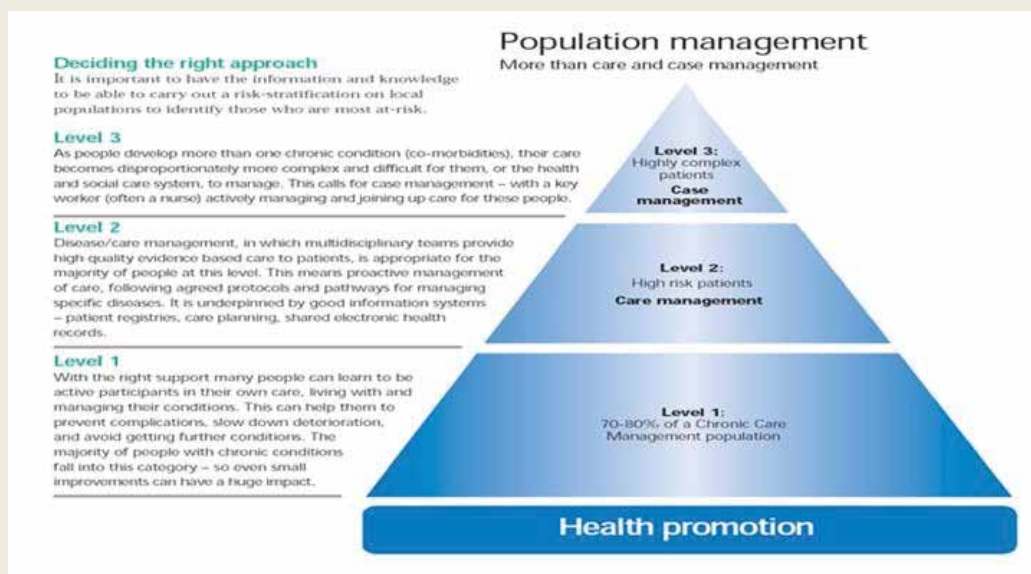 Population management
More than care and case management
Deciding the right approach
It is important to have the information and knowledge
to be able to carry out a risk-stratification on local
populations to identify those who are most at-risk.
Level 3
As people develop more than one chronic condition (co-morbidities), their care
becomes disproportionately more complex and difficult for them, or the health
and social care system, to manage. This calls for case management – with a key
worker (often a nurse) actively managing and joining up care for these people.
Level 2
Disease/care management, in which multidisciplinary teams provide
high quality evidence based care to patients, is appropriate for the
majority of people at this level. This means proactive management
of care, following agreed protocols and pathways for managing
specific diseases. It is underpinned by good information systems
– patient registries, care planning, shared electronic health
records.
Level 1
With the right support many people can learn to be
active participants in their own care, living with and
managing their conditions. This can help them to
prevent complications, slow down deterioration,
and avoid getting further conditions. The
majority of people with chronic conditions
fall into this category – so even small
improvements can have a huge impact.
Level 3:
Highly complex
patients
Case
management
Level 2:
High risk patients
Care management
Level 1:
70-80% of a Chronic Care
Management population
Health promotion